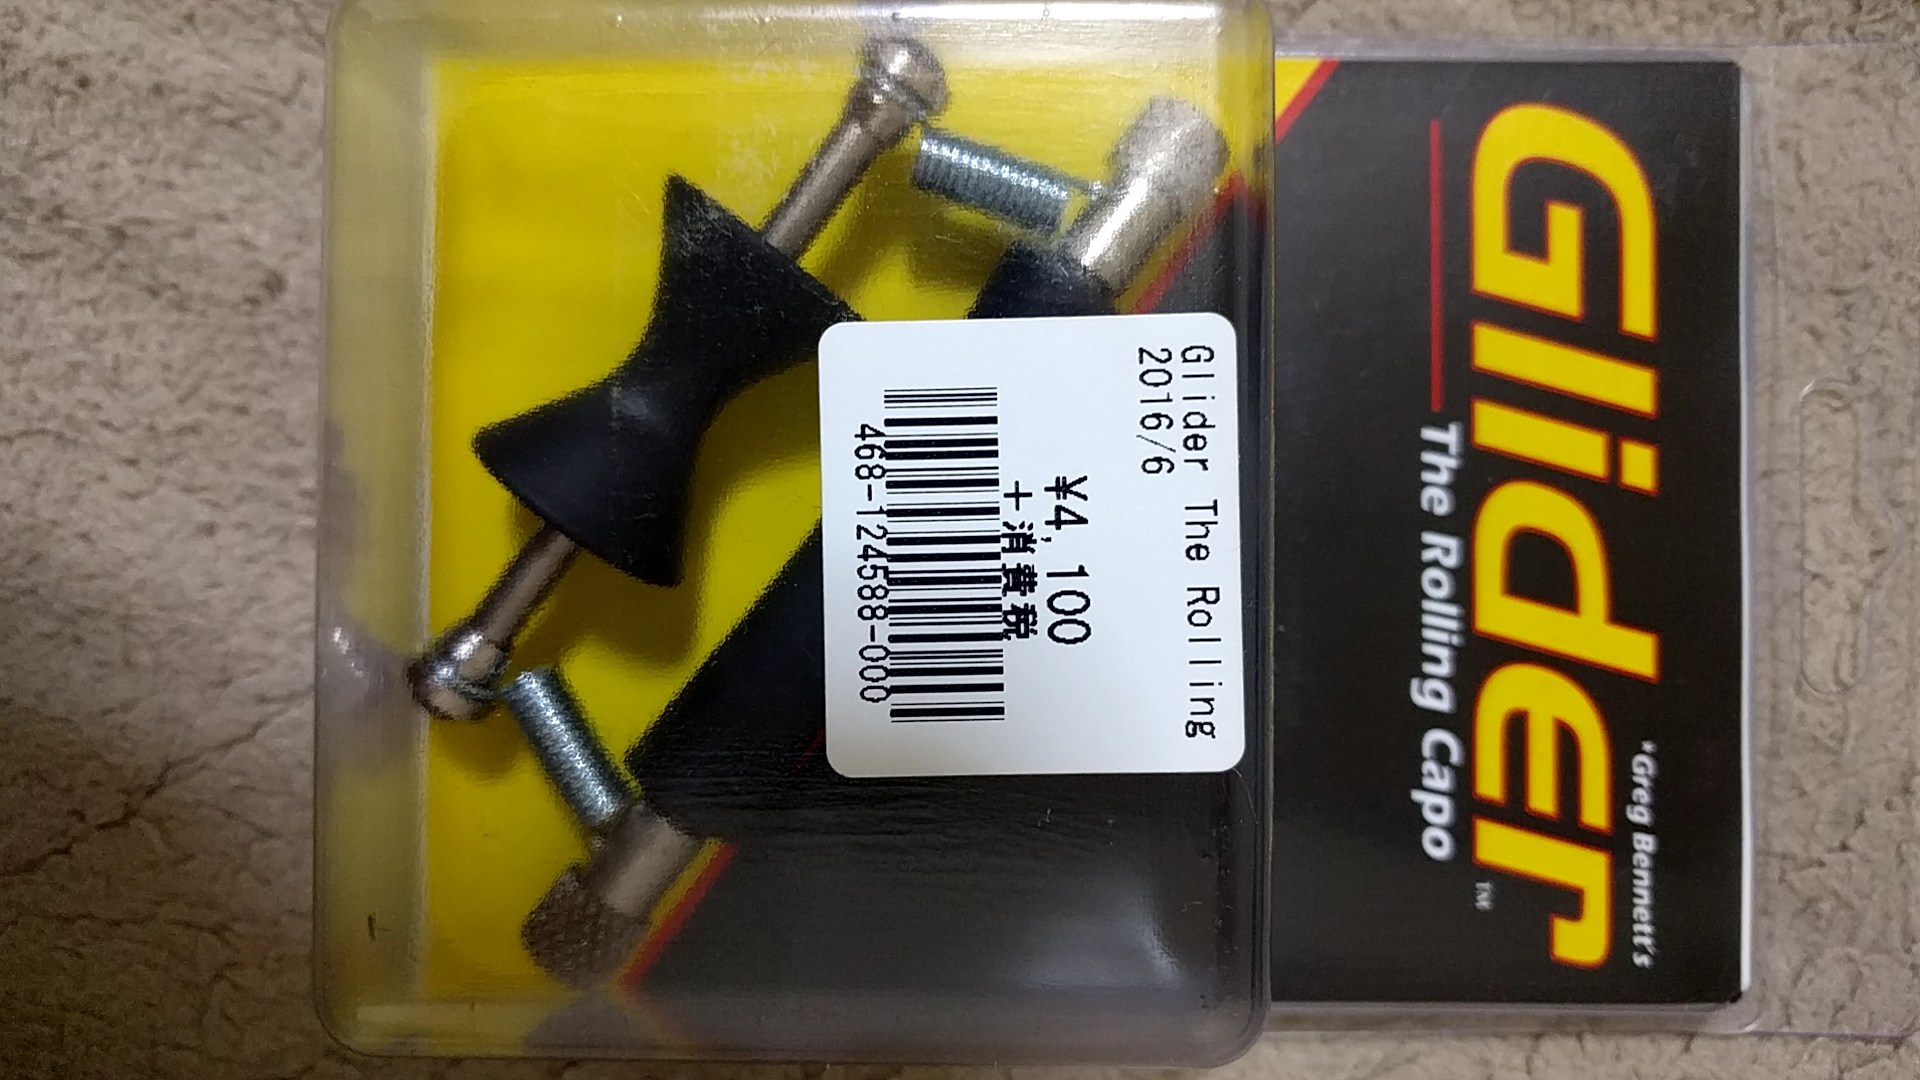 *Greg Bennett's
Glider
TM
The Rolling Capo
Glider The Rolling
2016/6
¥4,100
+消費税
468-124588-000